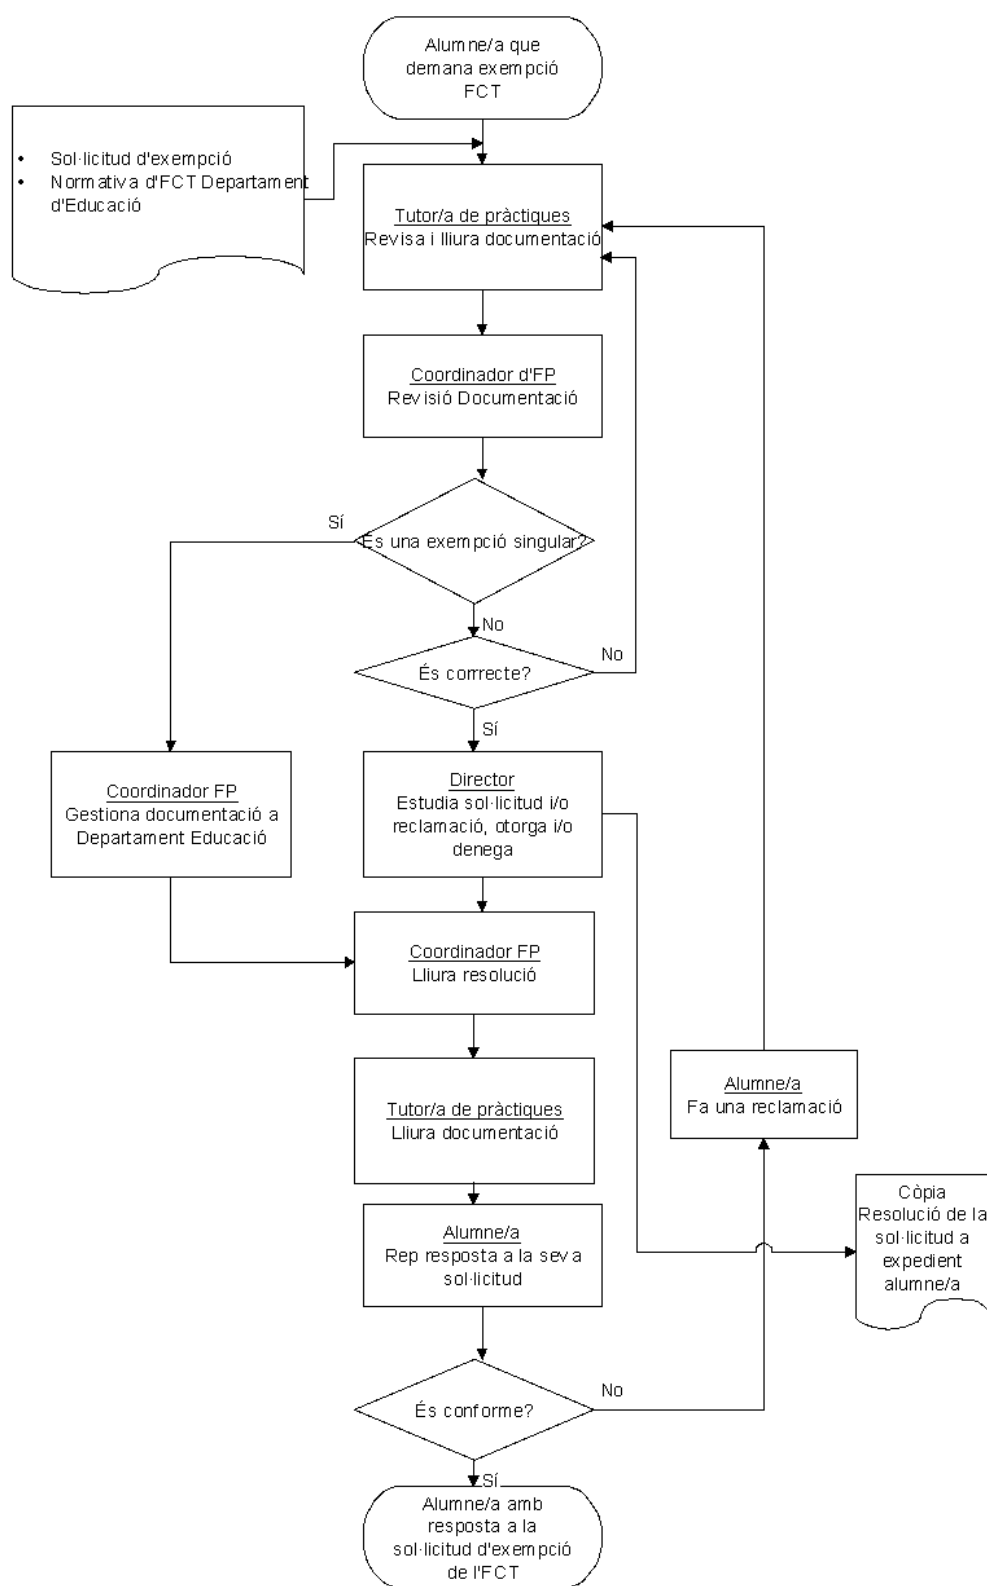 Alumne/a que
demana exempció
FCT
• Sol·licitud d'exempció
• Normativa d'FCT Departament
d'Educació
Tutor/a de pràctiques
Revisa i lliura documentació
Coordinador d'FP
Revisió Documentació
Sí
És una exempció singular?
No
És correcte?
No
Sí
Coordinador FP
Gestiona documentació a
Departament Educació
Director
Estudia sol·licitud i/o
reclamació, otorga i/o
denega
Coordinador FP
Lliura resolució
Alumne/a
Fa una reclamació
Tutor/a de pràctiques
Lliura documentació
Còpia
Resolució de la
sol·licitud a
expedient
alumne/a
Alumne/a
Rep resposta a la seva
sol·licitud
No
És conforme?
Sí
Alumne/a amb
resposta a la
sol·licitud d'exempció
de l'FCT